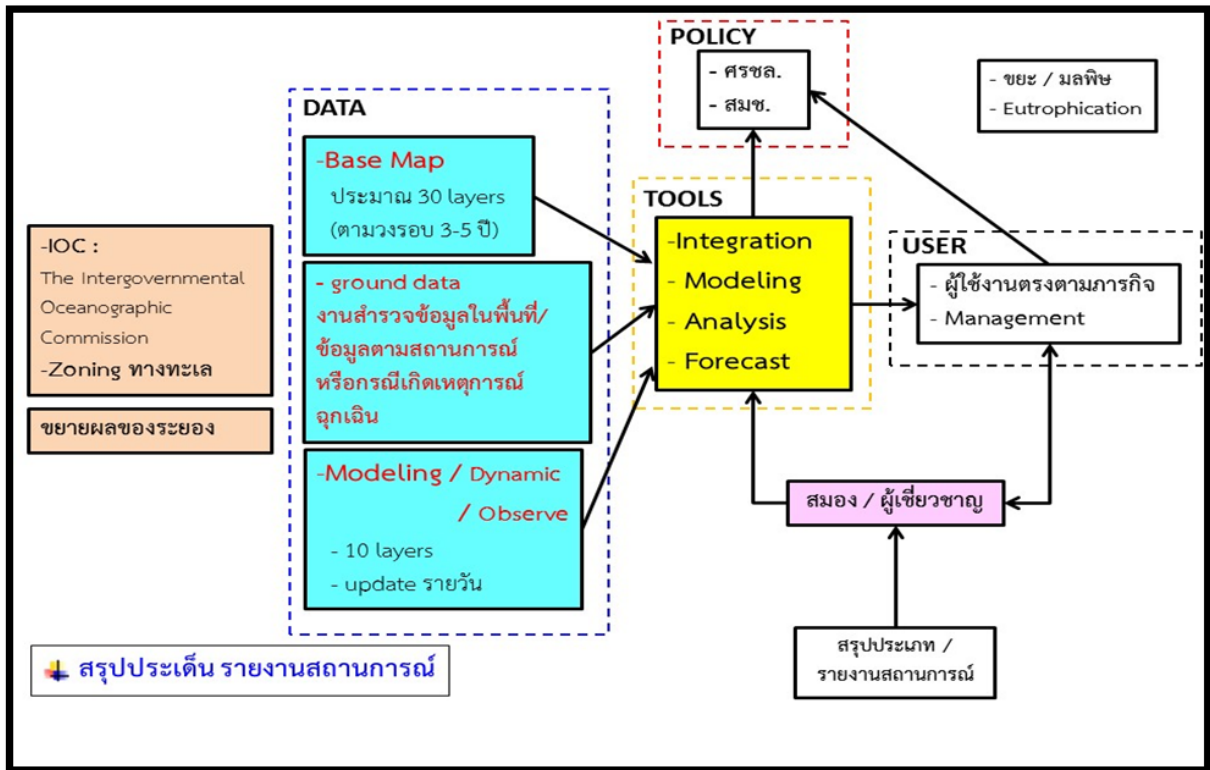 POLICY
- ศรชล.
- สมช.
- ขยะ / มลพิษ
- Eutrophication
DATA
-Base Map
ประมาณ 30 layers
(ตามวงรอบ 3-5 ปี)
- ground data
งานสำรวจข้อมูลในพื้นที่/
ข้อมูลตามสถานการณ์
หรือกรณีเกิดเหตุการณ์
ฉุกเฉิน
-Modeling / Dynamic
/ Observe
- 10 layers
- update รายวัน
-IOC :
The Intergovernmental
Oceanographic
Commission
-Zoning ทางทะเล
ขยายผลของระยอง
TOOLS
-Integration
- Modeling
- Analysis
- Forecast
USER
- ผู้ใช้งานตรงตามภารกิจ
- Management
สมอง / ผู้เชี่ยวชาญ
สรุปประเภท /
รายงานสถานการณ์
สรุปประเด็น รายงานสถานการณ์